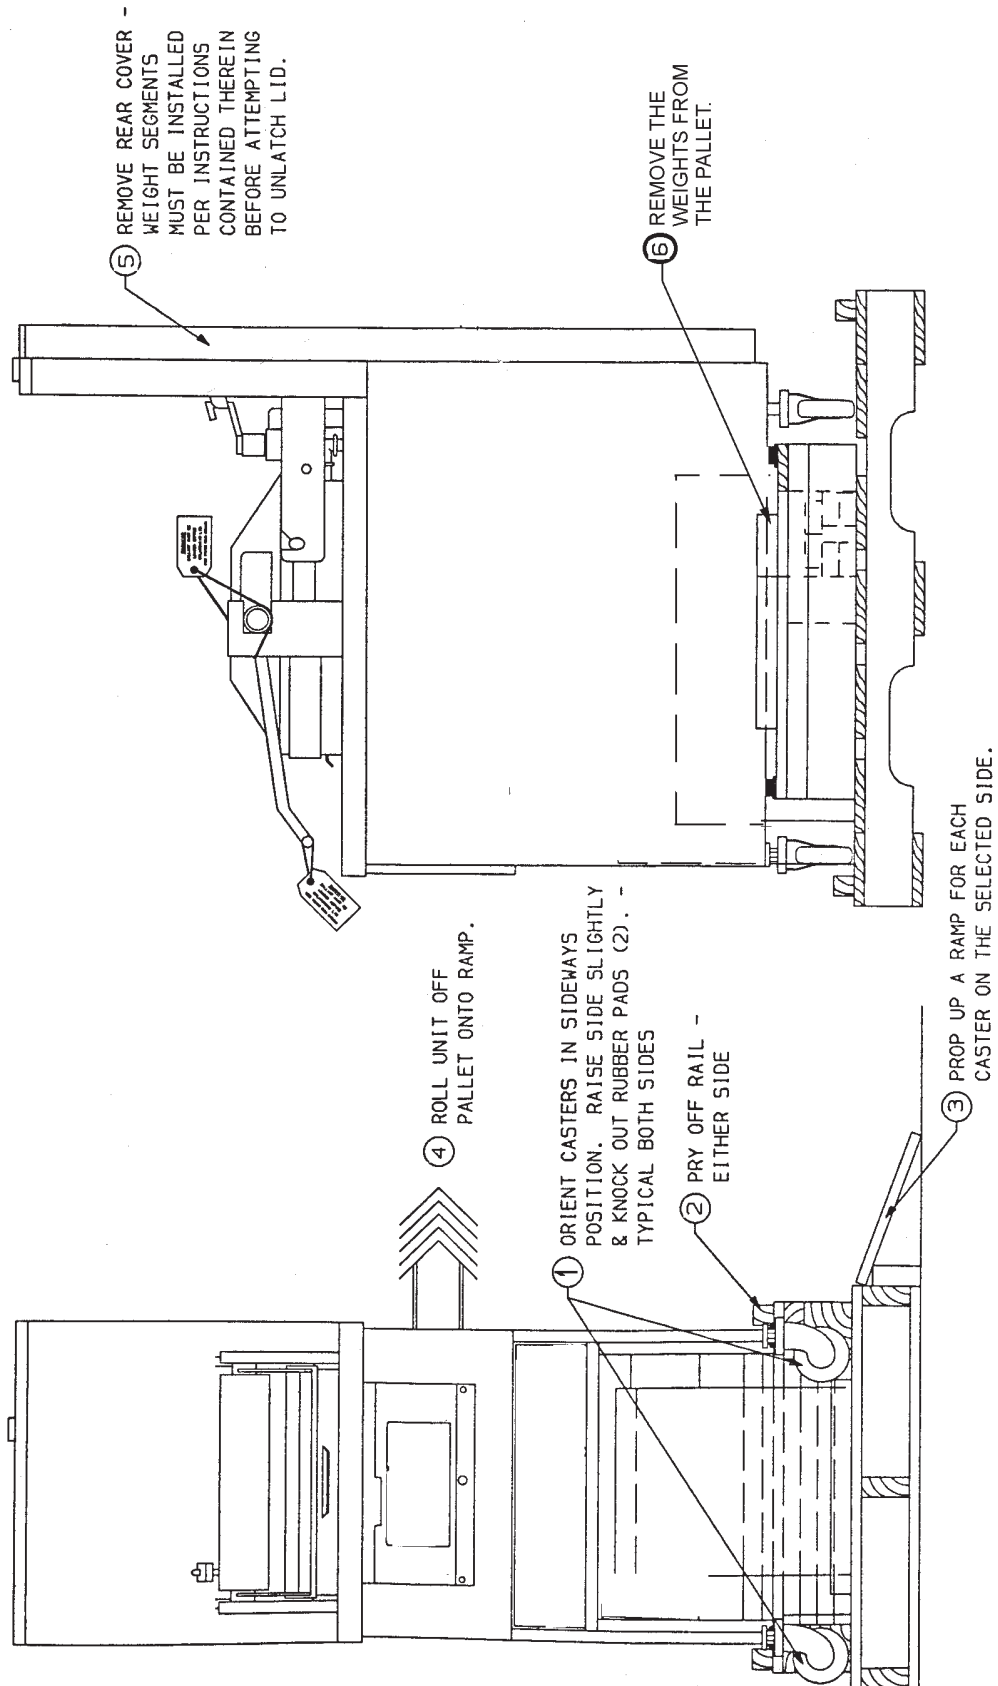 ① ORIENT CASTERS IN SIDEWAYS
POSITION. RAISE SIDE SLIGHTLY
& KNOCK OUT RUBBER PADS (2). -
TYPICAL BOTH SIDES
② PRY OFF RAIL -
EITHER SIDE
③ PROP UP A RAMP FOR EACH
CASTER ON THE SELECTED SIDE.
④ ROLL UNIT OFF
PALLET ONTO RAMP.
⑤ REMOVE REAR COVER -
WEIGHT SEGMENTS
MUST BE INSTALLED
PER INSTRUCTIONS
CONTAINED THEREIN
BEFORE ATTEMPTING
TO UNLATCH LID.
⑥ REMOVE THE
WEIGHTS FROM
THE PALLET.